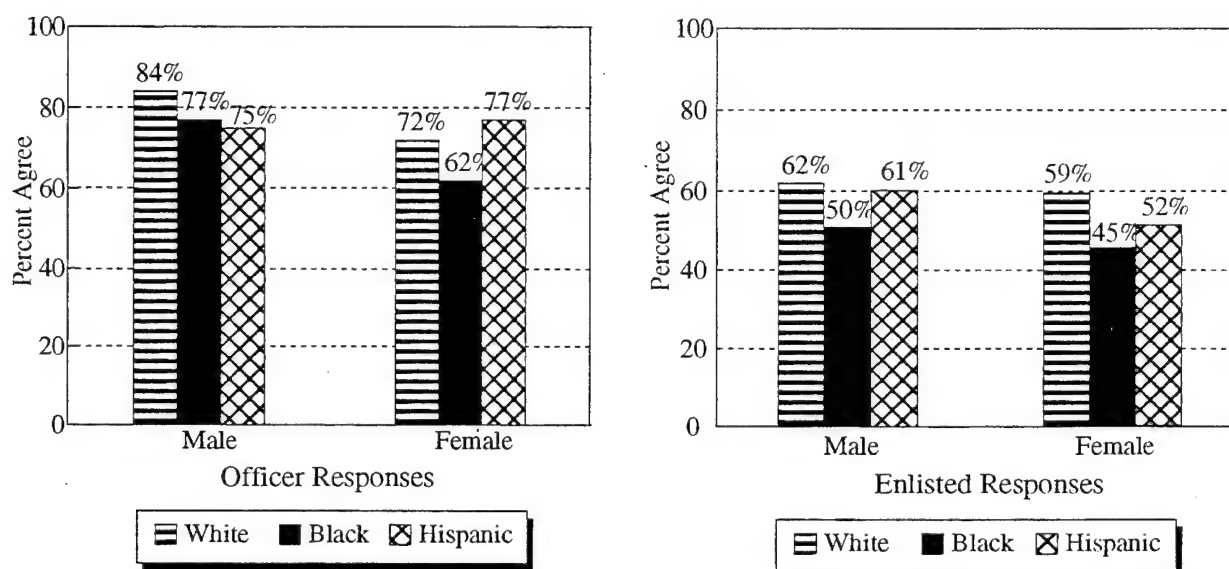 100
80
60
40
20
0
Percent Agree
84%
77%
75%
72%
62%
77%
Male
Female
Officer Responses
White
Black
Hispanic
100
80
60
40
20
0
Percent Agree
62%
50%
61%
59%
45%
52%
Male
Female
Enlisted Responses
White
Black
Hispanic